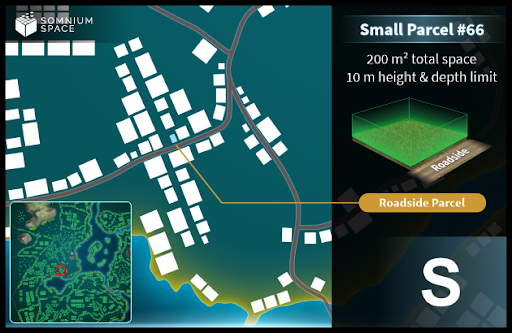 SOMNIUM
SPACE
Small Parcel #66
200 m² total space
10 m height & depth limit
Roadside
Roadside Parcel
S